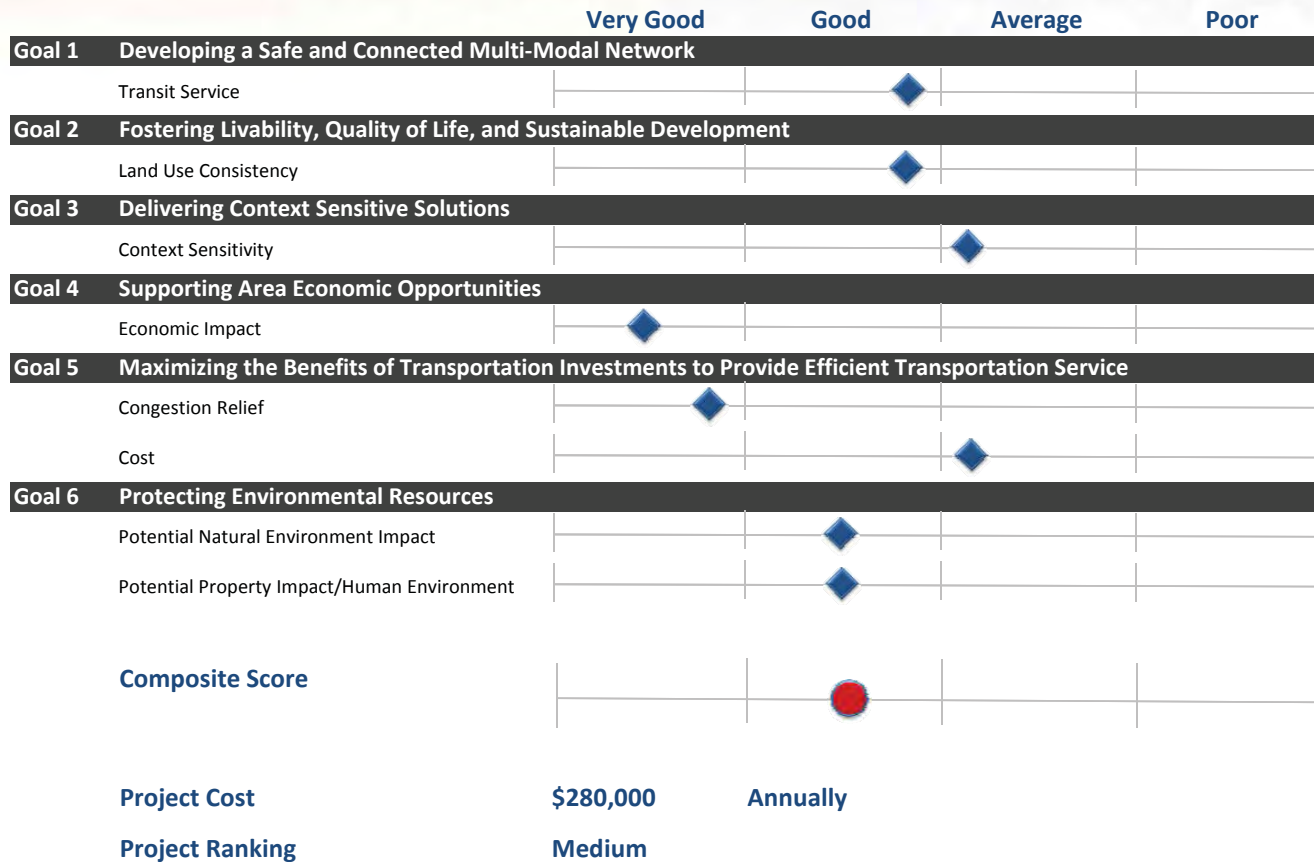 Very Good Good Average Poor
Goal 1 Developing a Safe and Connected Multi-Modal Network
Transit Service
Goal 2 Fostering Livability, Quality of Life, and Sustainable Development
Land Use Consistency
Goal 3 Delivering Context Sensitive Solutions
Context Sensitivity
Goal 4 Supporting Area Economic Opportunities
Economic Impact
Goal 5 Maximizing the Benefits of Transportation Investments to Provide Efficient Transportation Service
Congestion Relief
Cost
Goal 6 Protecting Environmental Resources
Potential Natural Environment Impact
Potential Property Impact/Human Environment
Composite Score
Project Cost $280,000 Annually
Project Ranking Medium